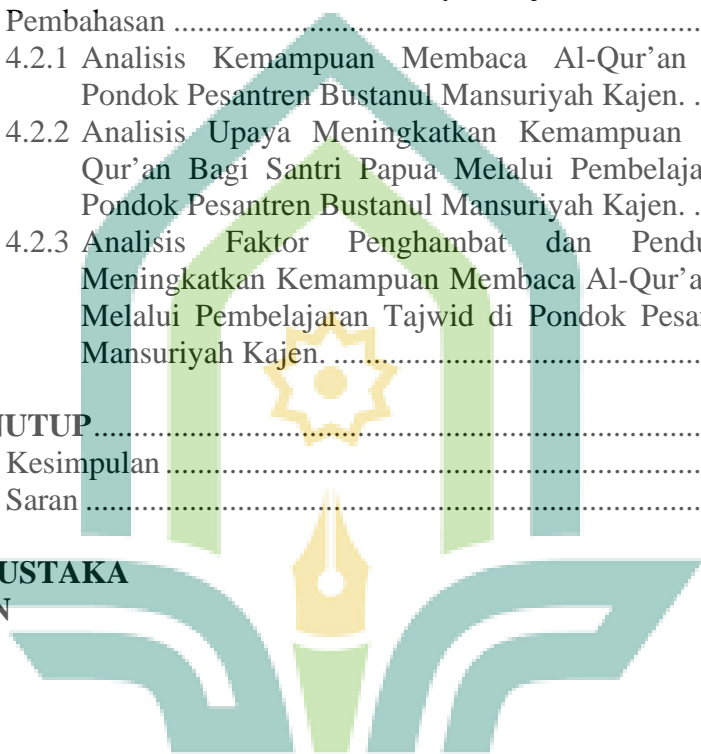 Pembahasan ........................................................................
4.2.1 Analisis Kemampuan Membaca Al-Qur'an
Pondok Pesantren Bustanul Mansuriyah Kajen. .
4.2.2 Analisis Upaya Meningkatkan Kemampuan
Qur'an Bagi Santri Papua Melalui Pembelaja
Pondok Pesantren Bustanul Mansuriyah Kajen. .
4.2.3 Analisis Faktor Penghambat dan Pendu
Meningkatkan Kemampuan Membaca Al-Qur'a
Melalui Pembelajaran Tajwid di Pondok Pesa
Mansuriyah Kajen. ...............................................
NUTUP..............................................................................
Kesimpulan .........................................................................
Saran ...................................................................................
USTAKA
N